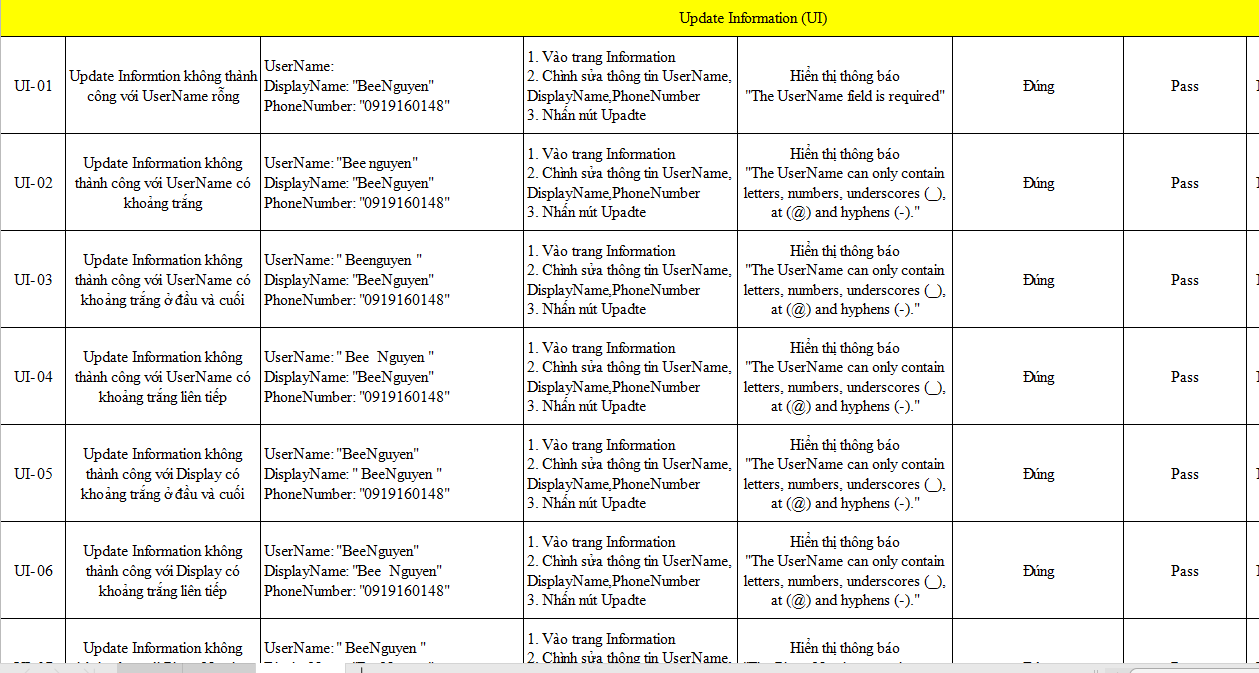 Update Information (UI)
UI-01
Update Informtion không thành
công với UserName rỗng
UserName:
DisplayName: "BeeNguyen"
PhoneNumber: "0919160148"
1. Vào trang Information
2. Chỉnh sửa thông tin UserName,
DisplayName,PhoneNumber
3. Nhấn nút Upadte
Hiển thị thông báo
"The UserName field is required"
Đúng
Pass
UI-02
Update Information không
thành công với UserName có
khoảng trắng
UserName: "Bee nguyen"
DisplayName: "BeeNguyen"
PhoneNumber: "0919160148"
1. Vào trang Information
2. Chỉnh sửa thông tin UserName,
DisplayName,PhoneNumber
3. Nhấn nút Upadte
Hiển thị thông báo
"The UserName can only contain
letters, numbers, underscores (_),
at (@) and hyphens (-)."
Đúng
Pass
UI-03
Update Information không
thành công với UserName có
khoảng trắng ở đầu và cuối
UserName: " Beenguyen "
DisplayName: "BeeNguyen"
PhoneNumber: "0919160148"
1. Vào trang Information
2. Chỉnh sửa thông tin UserName,
DisplayName,PhoneNumber
3. Nhấn nút Upadte
Hiển thị thông báo
"The UserName can only contain
letters, numbers, underscores (_),
at (@) and hyphens (-)."
Đúng
Pass
UI-04
Update Information không
thành công với UserName có
khoảng trắng liên tiếp
UserName: " Bee  Nguyen "
DisplayName: "BeeNguyen"
PhoneNumber: "0919160148"
1. Vào trang Information
2. Chỉnh sửa thông tin UserName,
DisplayName,PhoneNumber
3. Nhấn nút Upadte
Hiển thị thông báo
"The UserName can only contain
letters, numbers, underscores (_),
at (@) and hyphens (-)."
Đúng
Pass
UI-05
Update Information không
thành công với Display có
khoảng trắng ở đầu và cuối
UserName: "BeeNguyen"
DisplayName: " BeeNguyen "
PhoneNumber: "0919160148"
1. Vào trang Information
2. Chỉnh sửa thông tin UserName,
DisplayName,PhoneNumber
3. Nhấn nút Upadte
Hiển thị thông báo
"The UserName can only contain
letters, numbers, underscores (_),
at (@) and hyphens (-)."
Đúng
Pass
UI-06
Update Information không
thành công với Display có
khoảng trắng liên tiếp
UserName: "BeeNguyen"
DisplayName: "Bee  Nguyen"
PhoneNumber: "0919160148"
1. Vào trang Information
2. Chỉnh sửa thông tin UserName,
DisplayName,PhoneNumber
3. Nhấn nút Upadte
Hiển thị thông báo
"The UserName can only contain
letters, numbers, underscores (_),
at (@) and hyphens (-)."
Đúng
Pass
Update Information không
UserName: " BeeNguyen "
1. Vào trang Information
2. Chỉnh sửa thông tin UserName,
Hiển thị thông báo